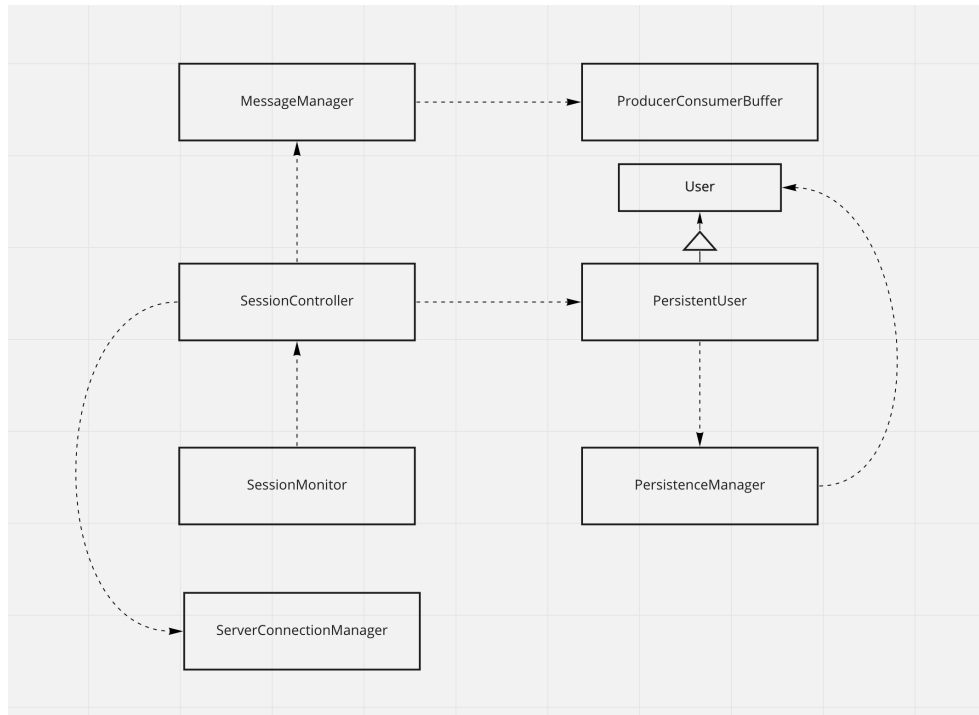 MessageManager
ProducerConsumerBuffer
User
SessionController
PersistentUser
SessionMonitor
PersistenceManager
ServerConnectionManager